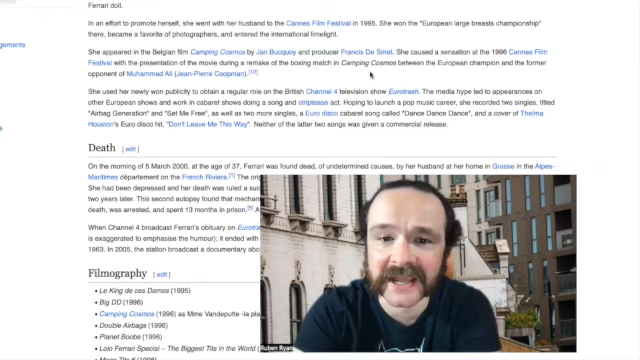 Ferrari doll.
In an effort to promote herself, she went with her husband to the Cannes Film Festival in 1995. She won the "European large breasts championship"
there, became a favorite of photographers, and entered the international limelight.
She appeared in the Belgian film Camping Cosmos by Jan Bucquoy and producer Francis De Smet. She caused a sensation at the 1996 Cannes Film
Festival with the presentation of the movie during a remake of the boxing match in Camping Cosmos between the European champion and the former
opponent of Muhammad Ali (Jean-Pierre Coopman).[12]
She used her newly won publicity to obtain a regular role on the British Channel 4 television show Eurotrash. The media hype led to appearances on
other European shows and work in cabaret shows doing a song and striptease act. Hoping to launch a pop music career, she recorded two singles, titled
"Airbag Generation" and "Set Me Free", as well as two more singles, a Euro disco cabaret song called "Dance Dance Dance", and a cover of Thelma
Houston's Euro disco hit, "Don't Leave Me This Way". Neither of the latter two songs was given a commercial release.
gements
Death [ edit ]
On the morning of 5 March 2000, at the age of 37, Ferrari was found dead, of undetermined causes, by her husband at her home in Grasse in the Alpes-
Maritimes département on the French Riviera.[1] The ori
She had been depressed and her death was ruled a suic
two years later. This second autopsy found that mechan
death, was arrested, and spent 13 months in prison.
When Channel 4 broadcast Ferrari's obituary on Eurotra
is exaggerated to emphasise the humour); it ended with
1963. In 2005, the station broadcast a documentary abo
Filmography [ edit ]
Le King de ces Dames (1995)
Big DD (1996)
Camping Cosmos (1996) as Mme Vandeputte -la pla
Double Airbags (1996)
Planet Boobs (1996)
Lolo Ferrari Special – The Biggest Tits in the World (
Ruben Ryan